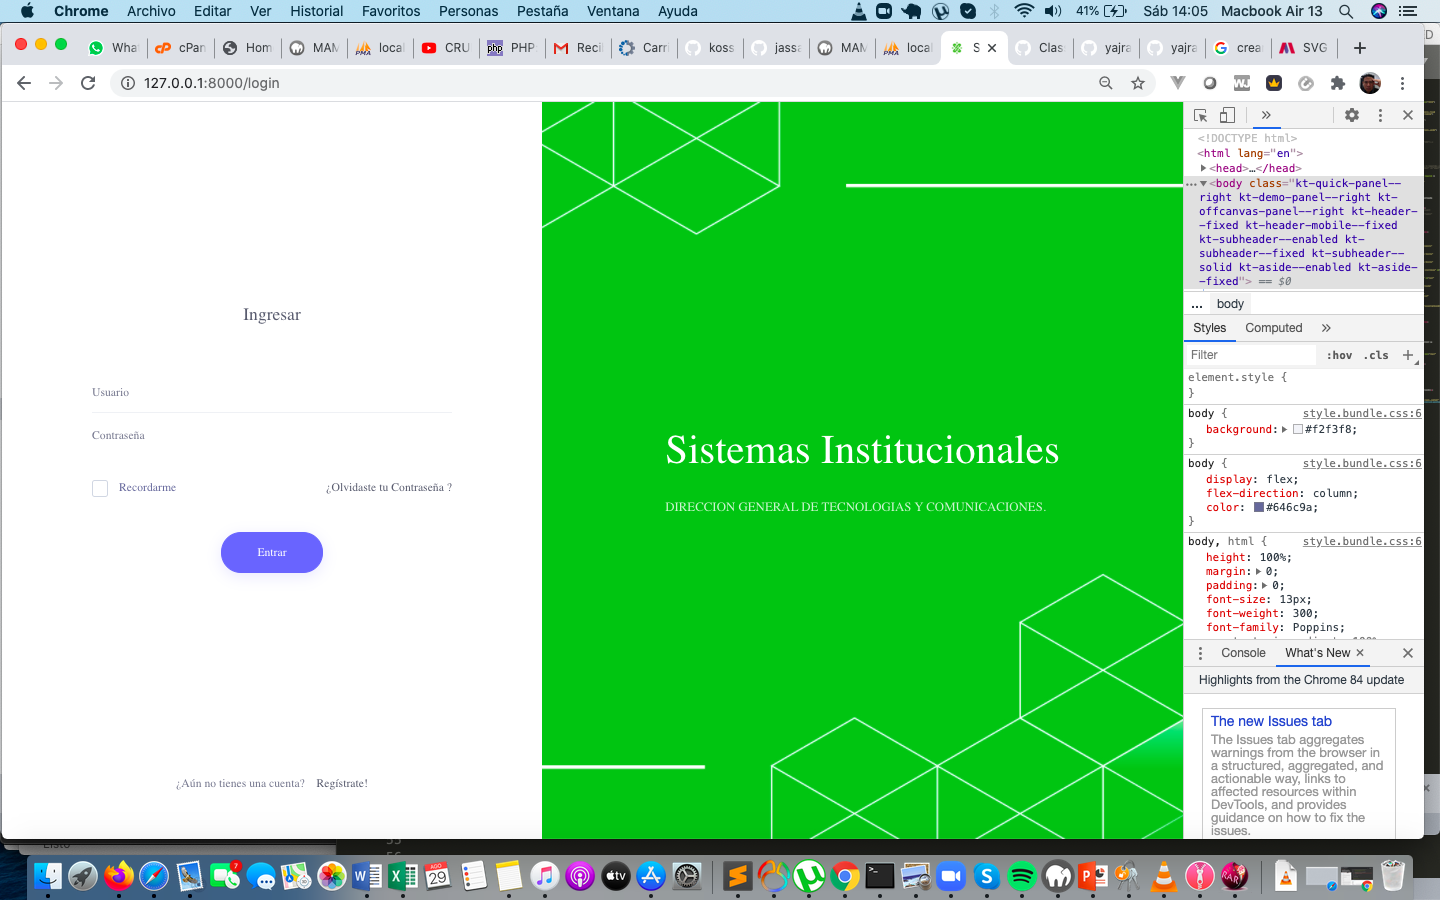 Chrome Archivo Editar Ver Historial Favoritos Personas Pestaña Ventana Ayuda 41% Sáb 14:05 Macbook Air 13
What cPan Hom MAM local CRU PHP Recil Carri koss jassa MAM local S Clas yajra yajra crea SVG
127.0.0.1:8000/login
Ingresar
Usuario
Contraseña
Recordarme ¿Olvidaste tu Contraseña ?
Entrar
¿Aún no tienes una cuenta? Regístrate!
Sistemas Institucionales
DIRECCION GENERAL DE TECNOLOGIAS Y COMUNICACIONES.
<!DOCTYPE html>
<html lang="en">
<head>…</head>
<body class="kt-quick-panel--
right kt-demo-panel--right kt-
offcanvas-panel--right kt-header-
-fixed kt-header-mobile--fixed
kt-subheader--enabled kt-
subheader--fixed kt-subheader--
solid kt-aside--enabled kt-aside-
-fixed"> == $0
... body
Styles Computed
Filter :hov .cls
element.style {
}
body { style.bundle.css:6
background: #f2f3f8;
}
body { style.bundle.css:6
display: flex;
flex-direction: column;
color: #646c9a;
}
body, html { style.bundle.css:6
height: 100%;
margin: 0;
padding: 0;
font-size: 13px;
font-weight: 300;
font-family: Poppins;
Console What's New
Highlights from the Chrome 84 update
The new Issues tab
The Issues tab aggregates
warnings from the browser in
a structured, aggregated, and
actionable way, links to
affected resources within
DevTools, and provides
guidance on how to fix the
issues.
AGO
29
7